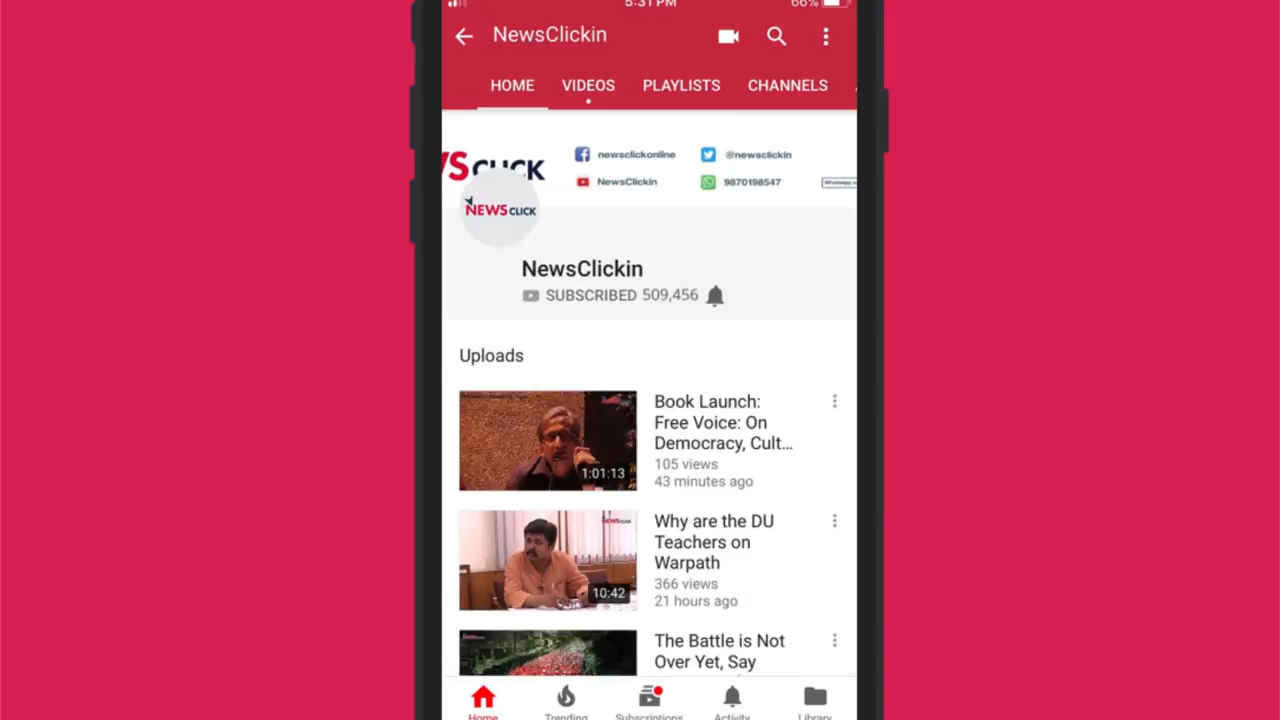 5:31 PM
66%
NewsClickin
HOME VIDEOS PLAYLISTS CHANNELS
S CLICK
newsclickonline
@newsclickin
NewsClickin
9870198547
NEWS CLICK
NewsClickin
SUBSCRIBED 509,456
Uploads
Book Launch:
Free Voice: On
Democracy, Cult...
105 views
43 minutes ago
1:01:13
Why are the DU
Teachers on
Warpath
366 views
21 hours ago
NEWSCLICK
10:42
The Battle is Not
Over Yet, Say
Home Trending Subscriptions Activity Library